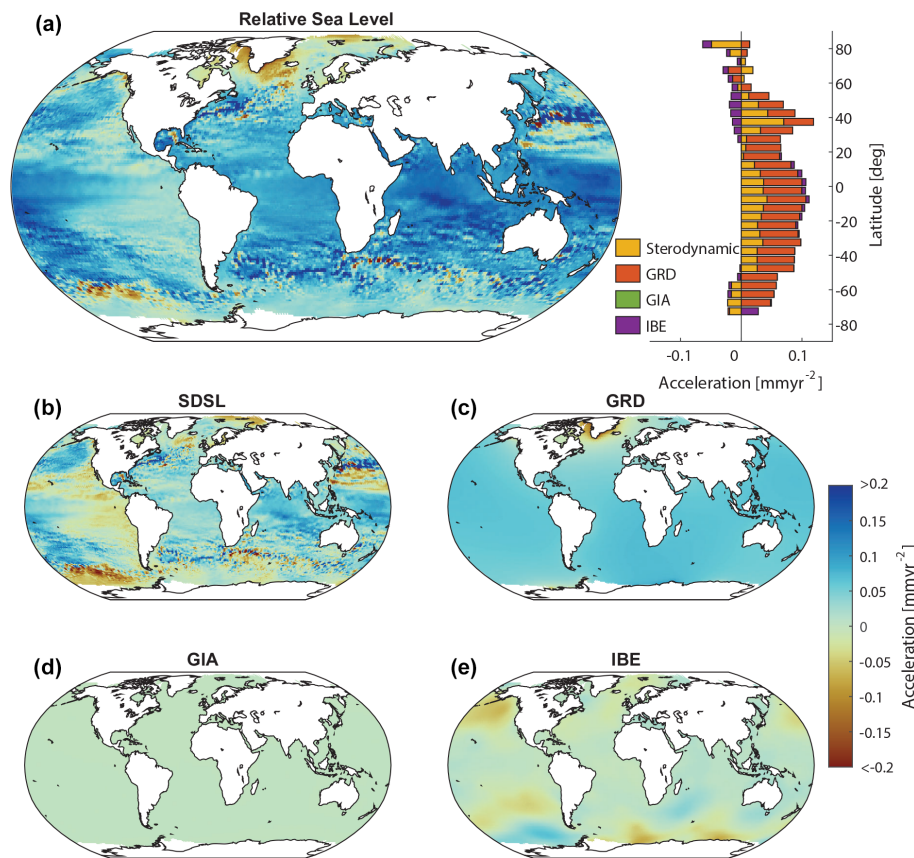 (a)
Relative Sea Level
80
60
40
20
0
-20
-40
-60
-80
Latitude [deg]
Sterodynamic
GRD
GIA
IBE
-0.1
0
0.1
Acceleration [mmyr⁻²]
(b)
SDSL
(c)
GRD
(d)
GIA
(e)
IBE
>0.2
0.15
0.1
0.05
0
-0.05
-0.1
-0.15
<-0.2
Acceleration [mmyr⁻²]